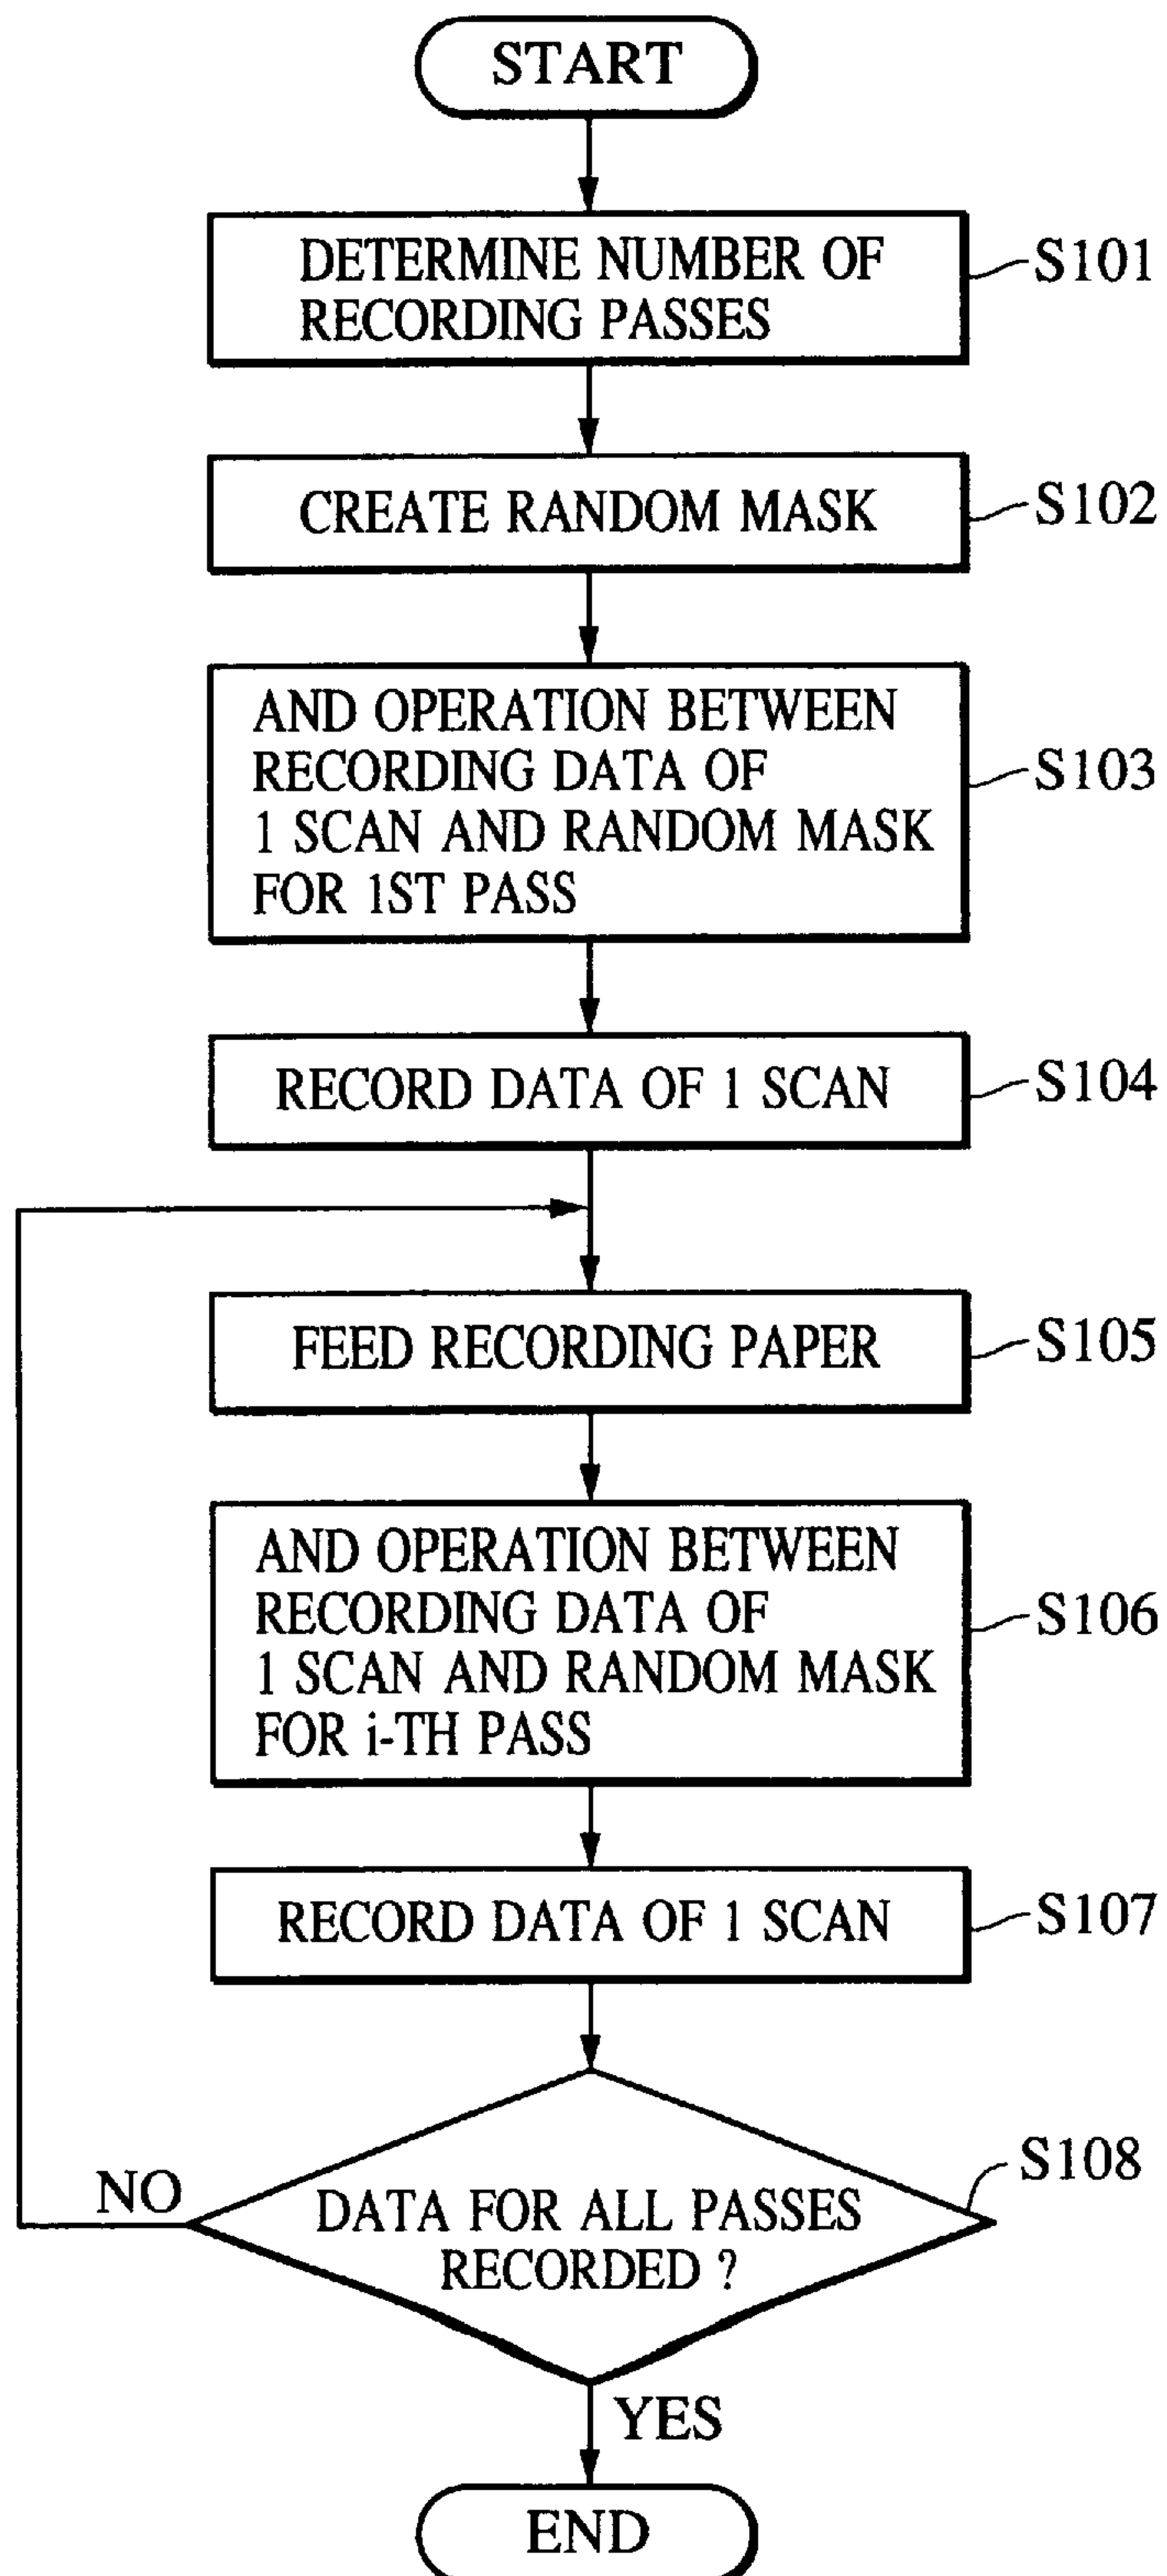 START
DETERMINE NUMBER OF
RECORDING PASSES
S101
CREATE RANDOM MASK
S102
AND OPERATION BETWEEN
RECORDING DATA OF
1 SCAN AND RANDOM MASK
FOR 1ST PASS
S103
RECORD DATA OF 1 SCAN
S104
FEED RECORDING PAPER
S105
AND OPERATION BETWEEN
RECORDING DATA OF
1 SCAN AND RANDOM MASK
FOR i-TH PASS
S106
RECORD DATA OF 1 SCAN
S107
DATA FOR ALL PASSES
RECORDED ?
S108
NO
YES
END